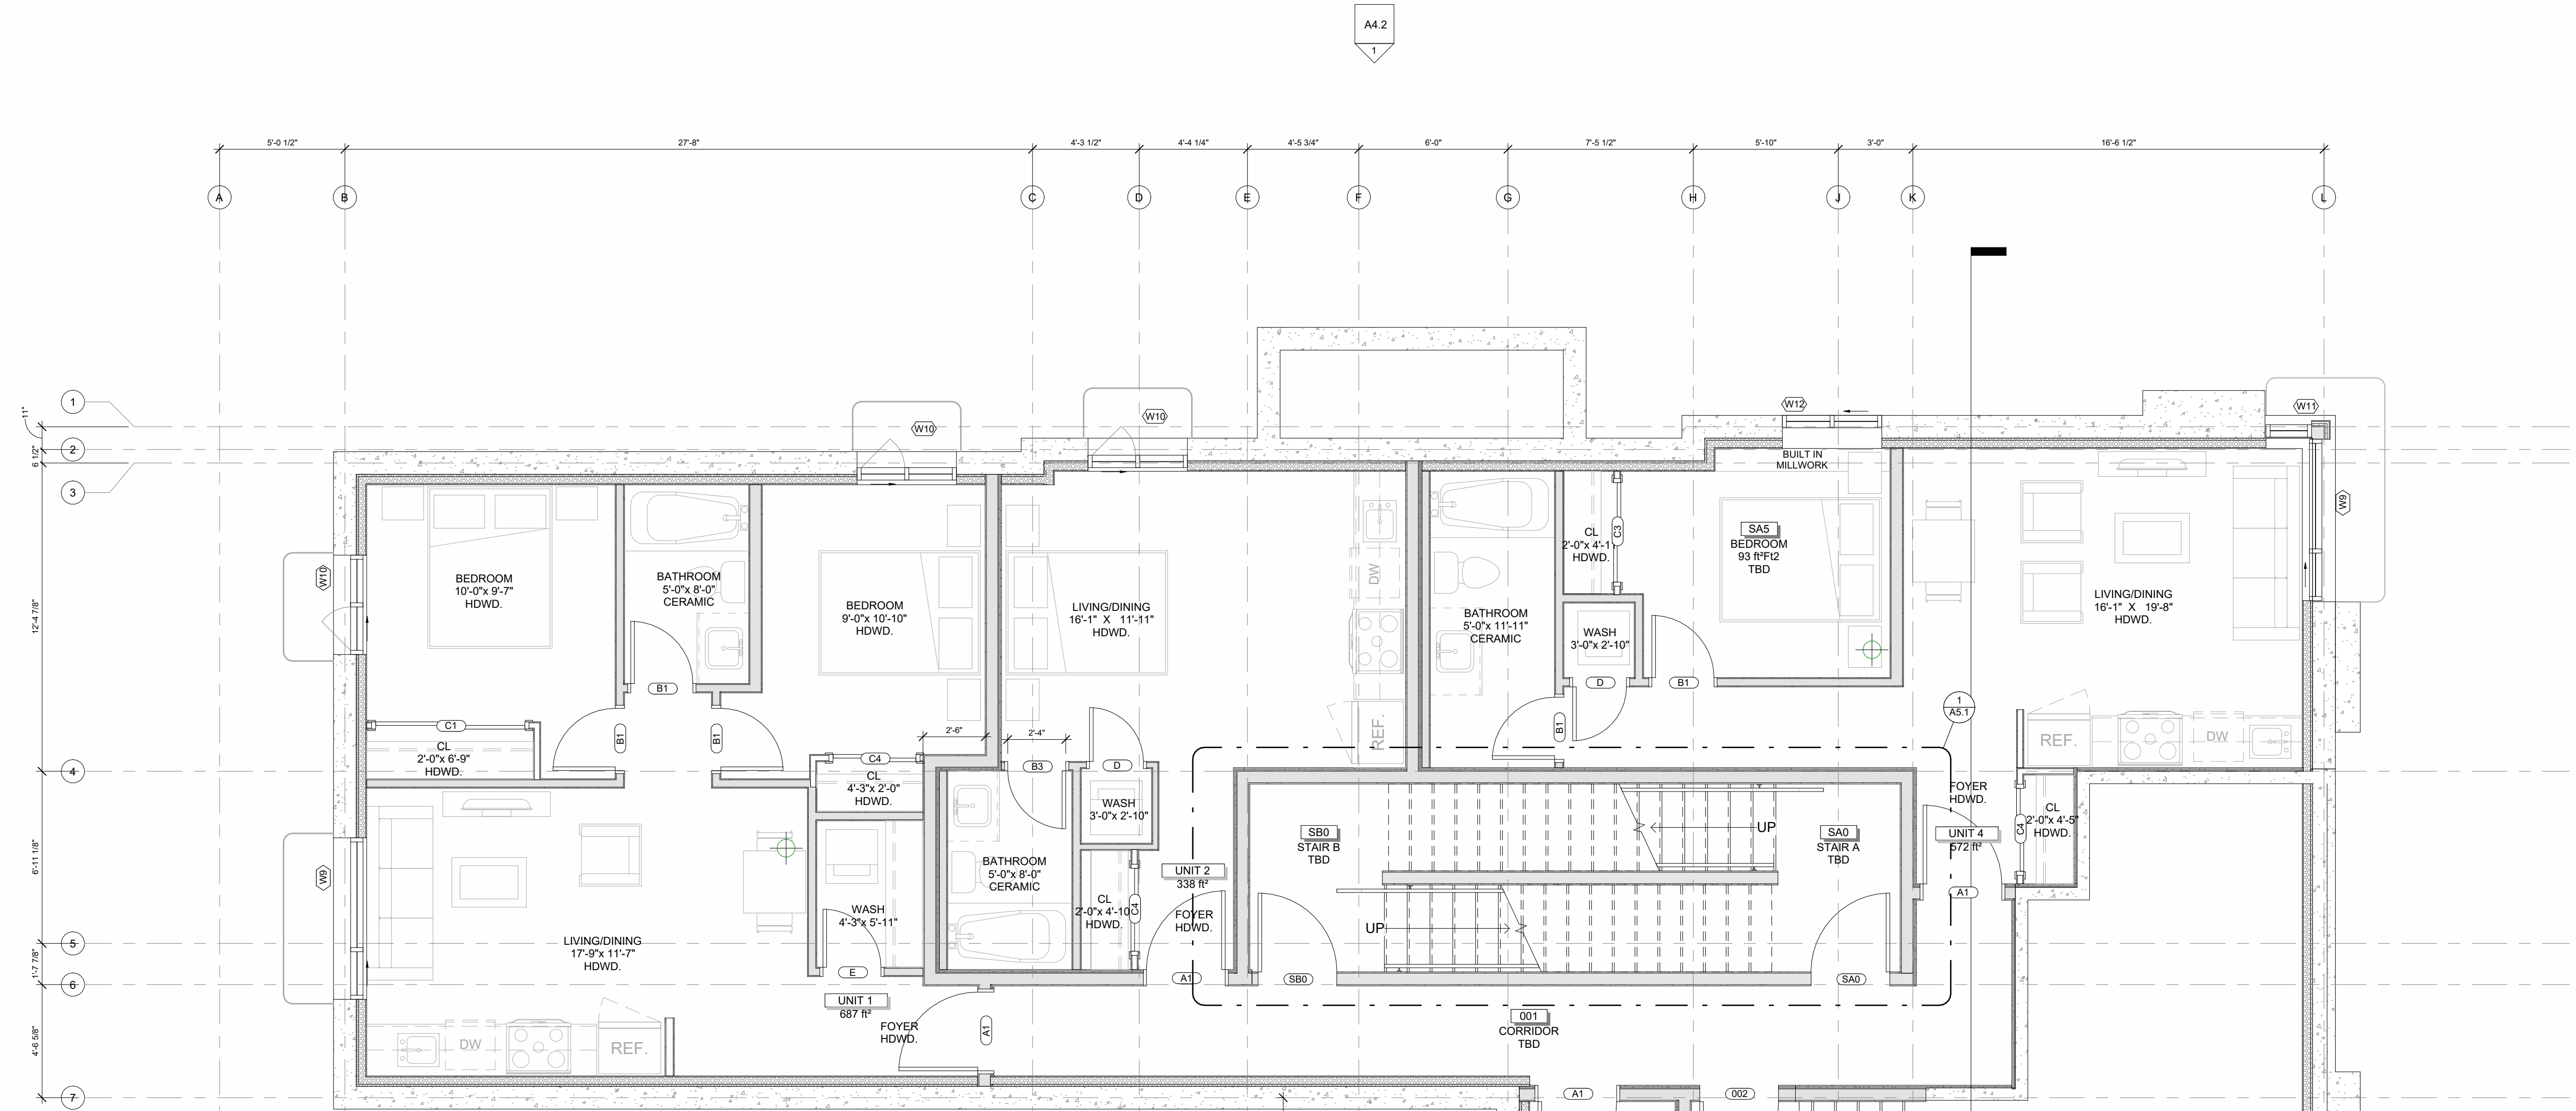 A4.2
1
5'-0 1/2"
27'-8"
4'-3 1/2"
4'-4 1/4"
4'-5 3/4"
6'-0"
7'-5 1/2"
5'-10"
3'-0"
16'-6 1/2"
A
B
C
D
E
F
G
H
J
K
L
1
2
3
4
5
6
7
11"
6 1/2"
12'-4 7/8"
6'-11 1/8"
1'-7 7/8"
4'-6 5/8"
W10
W10
W12
W11
W10
W9
W9
BEDROOM
10'-0"x 9'-7"
HDWD.
BATHROOM
5'-0"x 8'-0"
CERAMIC
BEDROOM
9'-0"x 10'-10"
HDWD.
LIVING/DINING
16'-1" X 11'-11"
HDWD.
DW
REF.
BATHROOM
5'-0"x 11'-11"
CERAMIC
CL
2'-0"x 4'-11
HDWD.
C3
WASH
3'-0"x 2'-10"
BUILT IN
MILLWORK
SA5
BEDROOM
93 ft²Ft2
TBD
LIVING/DINING
16'-1" X 19'-8"
HDWD.
REF.
DW
1
A5.1
B1
B1
B1
C1
CL
2'-0"x 6'-9"
HDWD.
C4
CL
4'-3"x 2'-0"
HDWD.
2'-6"
2'-4"
B3
D
D
B1
B1
WASH
3'-0"x 2'-10"
BATHROOM
5'-0"x 8'-0"
CERAMIC
CL
2'-0"x 4'-10
HDWD.
C4
UNIT 2
338 ft²
FOYER
HDWD.
A1
SB0
STAIR B
TBD
UP
UP
SA0
STAIR A
TBD
SB0
SA0
FOYER
HDWD.
UNIT 4
572 ft²
A1
C4
CL
2'-0"x 4'-5"
HDWD.
LIVING/DINING
17'-9"x 11'-7"
HDWD.
WASH
4'-3"x 5'-11"
E
UNIT 1
687 ft²
FOYER
HDWD.
A1
DW
REF.
001
CORRIDOR
TBD
A1
002